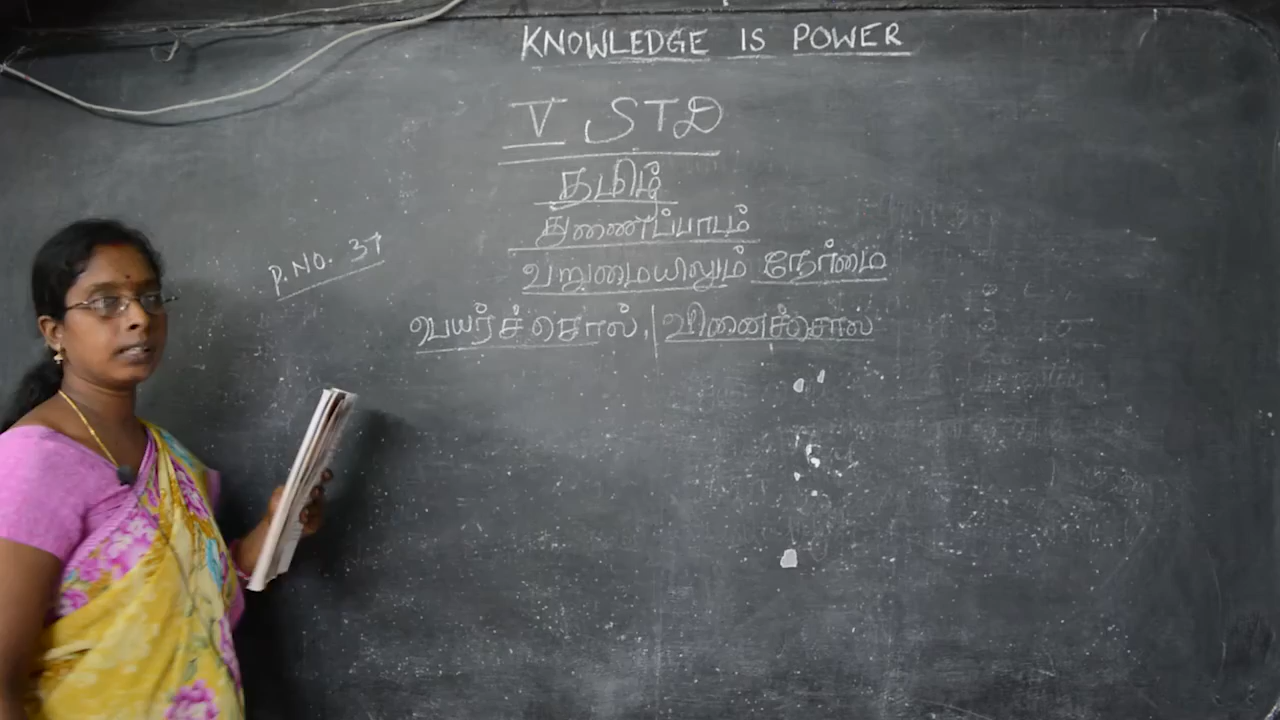 KNOWLEDGE IS POWER
V STD
தமிழ்
துணைப்பாடம்
வறுமையிலும் நேர்மை
P.NO. 37
பெயர்ச்சொல், வினைச்சொல்